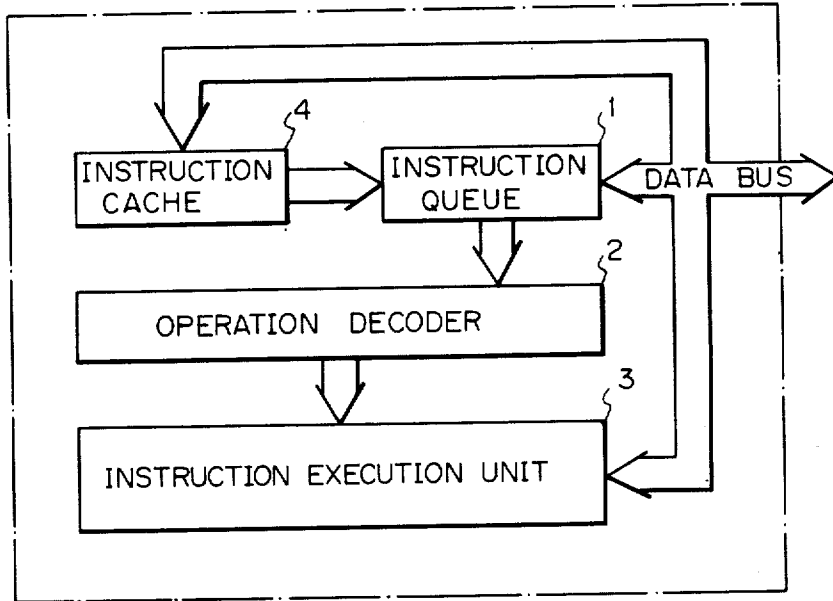 4
1
INSTRUCTION
CACHE
INSTRUCTION
QUEUE
DATA BUS
2
OPERATION DECODER
3
INSTRUCTION EXECUTION UNIT